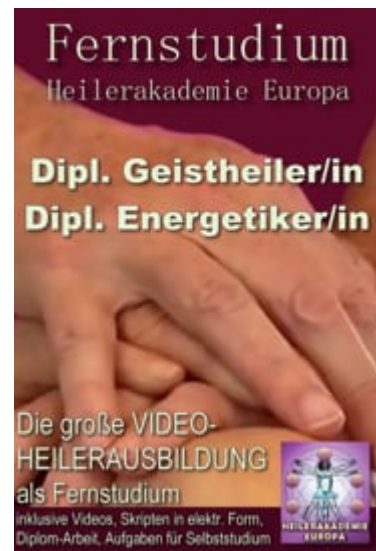 Fernstudium
Heilerakademie Europa
Dipl. Geistheiler/in
Dipl. Energetiker/in
Die große VIDEO-
HEILERAUSBILDUNG
als Fernstudium
inklusive Videos, Skripten in elektr. Form,
Diplom-Arbeit, Aufgaben für Selbststudium
HEILERAKADEMIE
EUROPA